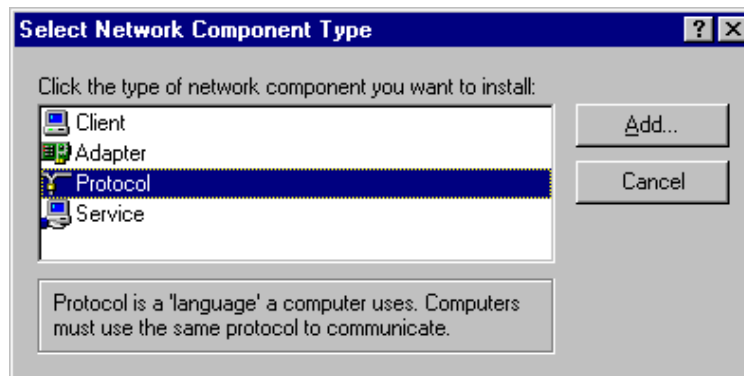 Select Network Component Type
Click the type of network component you want to install:
Client
Adapter
Protocol
Service
Add...
Cancel
Protocol is a 'language' a computer uses. Computers
must use the same protocol to communicate.